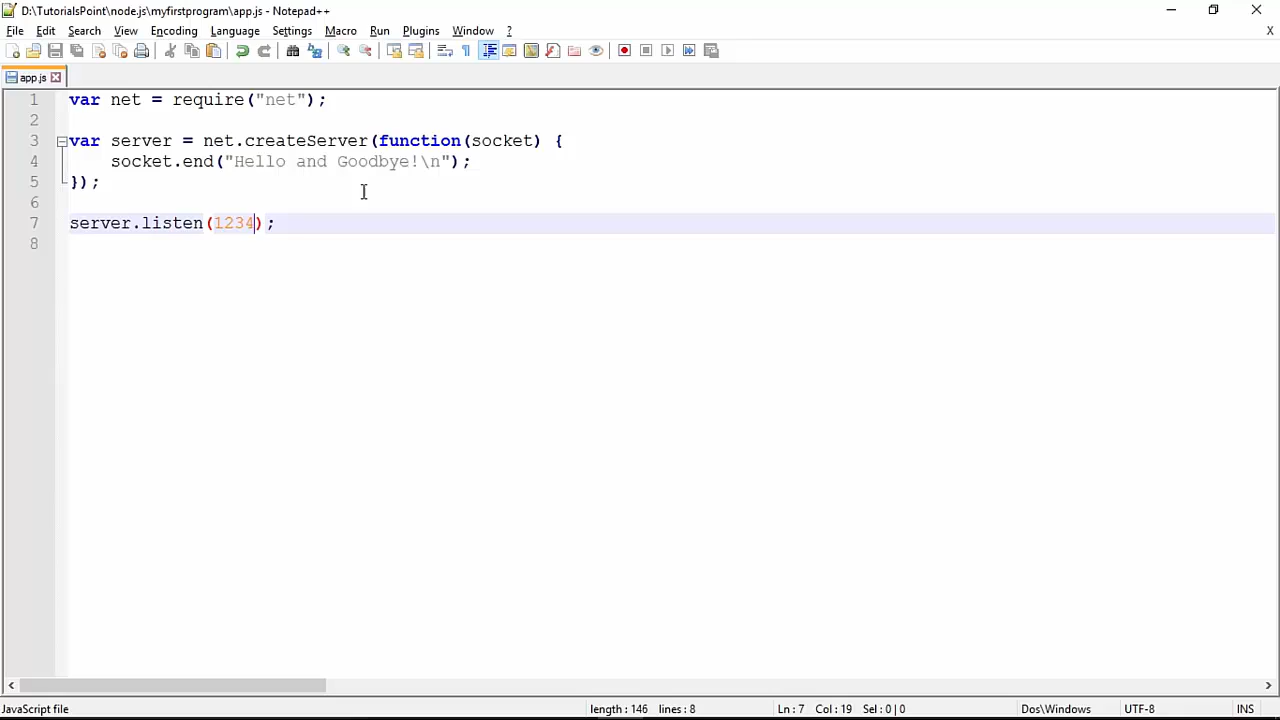 D:\TutorialsPoint\node.js\myfirstprogram\app.js - Notepad++
File Edit Search View Encoding Language Settings Macro Run Plugins Window ? X
app.js
1 var net = require("net");
2
3 var server = net.createServer(function(socket) {
4 socket.end("Hello and Goodbye!\n");
5 });
6
7 server.listen(1234);
8
JavaScript file length : 146 lines : 8 Ln : 7 Col : 19 Sel : 0 | 0 Dos\Windows UTF-8 INS